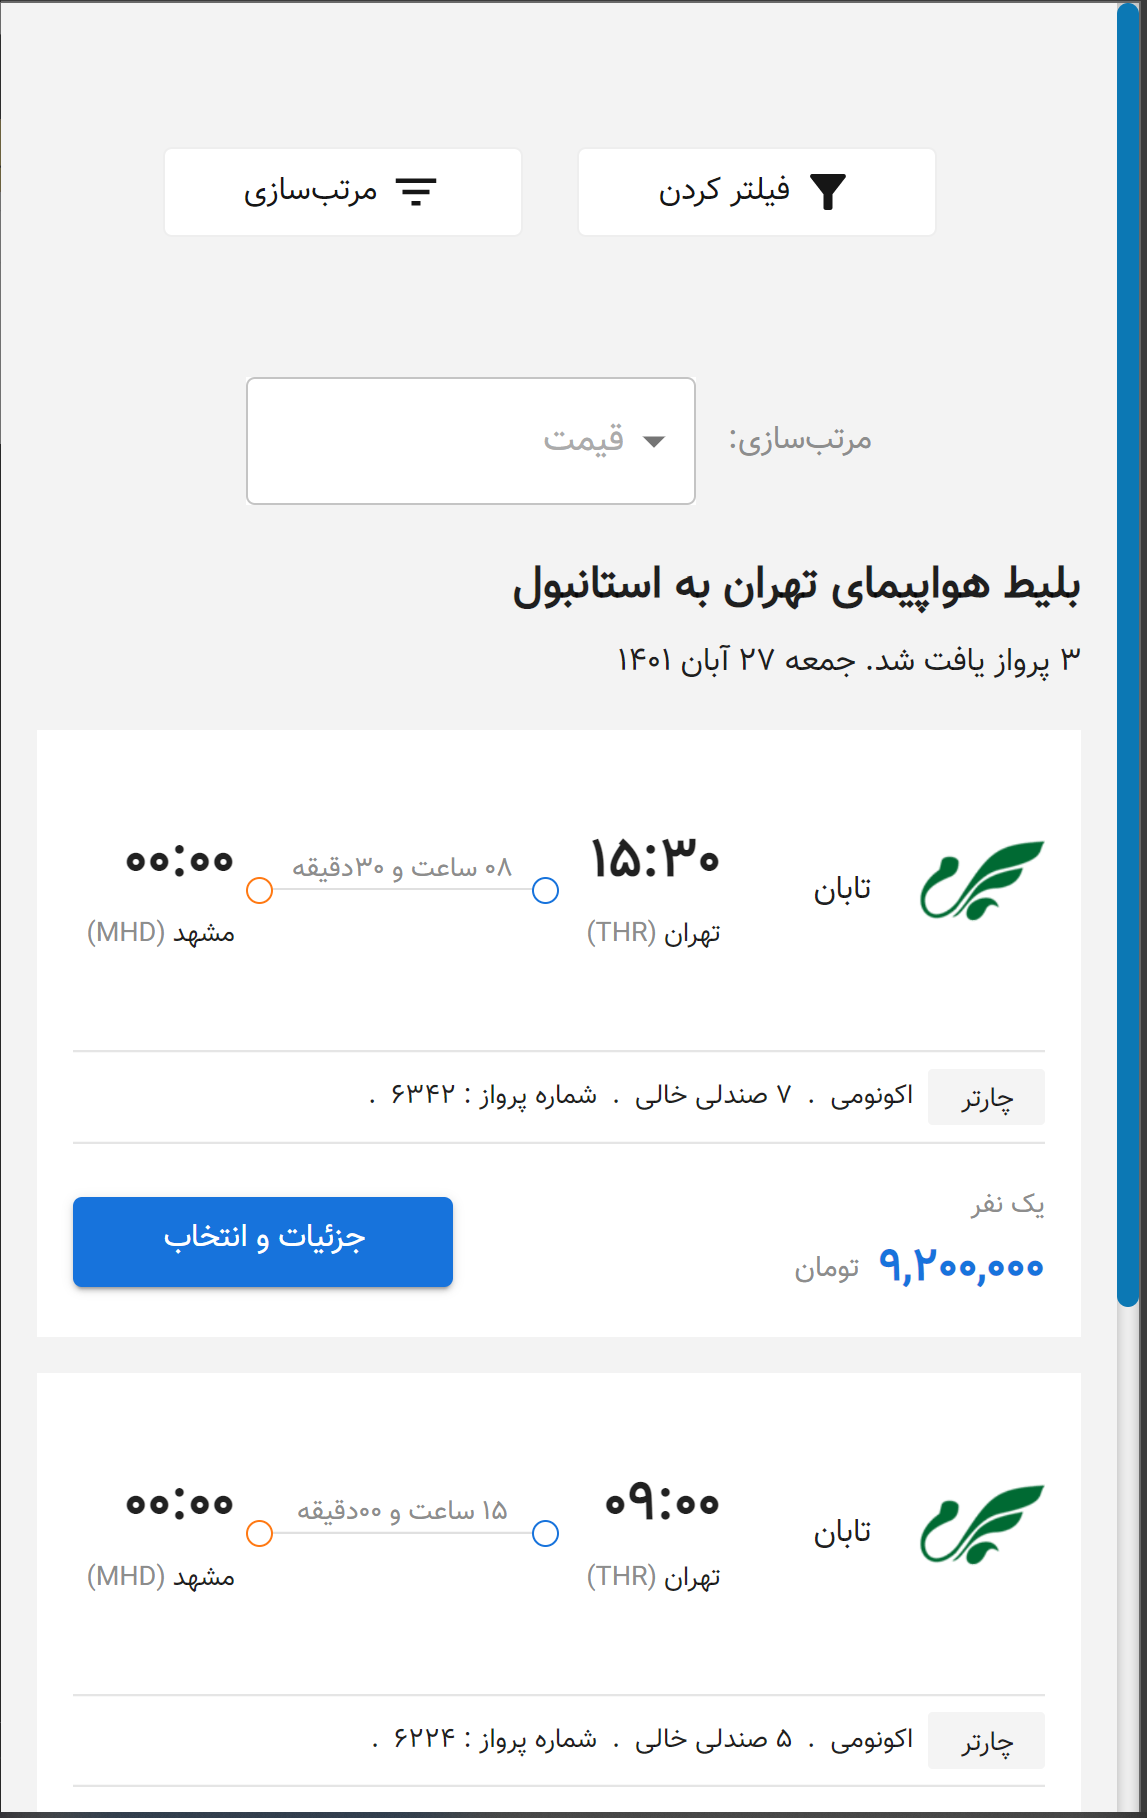 فیلتر کردن
مرتب‌سازی
مرتب‌سازی:
قیمت
بلیط هواپیمای تهران به استانبول
۳ پرواز یافت شد. جمعه ۲۷ آبان ۱۴۰۱
تابان
۱۵:۳۰
۰۸ ساعت و ۳۰دقیقه
۰۰:۰۰
تهران (THR)
مشهد (MHD)
چارتر
اکونومی . ۷ صندلی خالی . شماره پرواز : ۶۳۴۲ .
یک نفر
۹,۲۰۰,۰۰۰ تومان
جزئیات و انتخاب
تابان
۰۹:۰۰
۱۵ ساعت و ۰۰دقیقه
۰۰:۰۰
تهران (THR)
مشهد (MHD)
چارتر
اکونومی . ۵ صندلی خالی . شماره پرواز : ۶۲۲۴ .